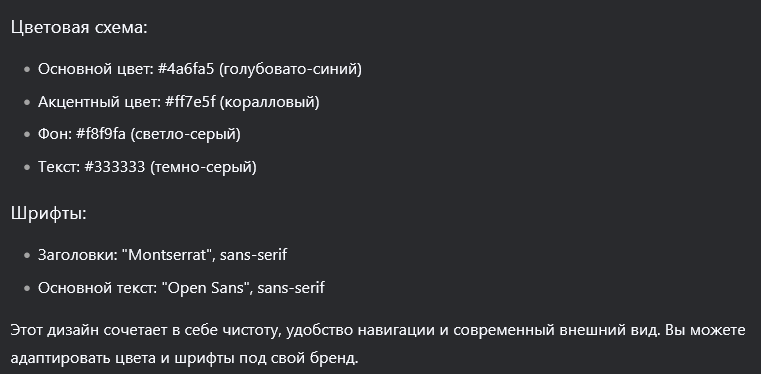 Цветовая схема:
Основной цвет: #4a6fa5 (голубовато-синий)
Акцентный цвет: #ff7e5f (коралловый)
Фон: #f8f9fa (светло-серый)
Текст: #333333 (темно-серый)
Шрифты:
Заголовки: "Montserrat", sans-serif
Основной текст: "Open Sans", sans-serif
Этот дизайн сочетает в себе чистоту, удобство навигации и современный внешний вид. Вы можете
адаптировать цвета и шрифты под свой бренд.